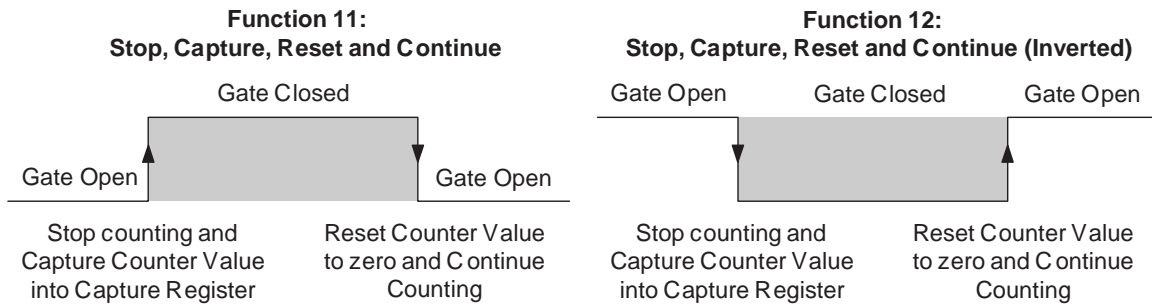 Function 11:
Stop, Capture, Reset and Continue
Gate Closed
Gate Open
Gate Open
Stop counting and
Capture Counter Value
into Capture Register
Reset Counter Value
to zero and Continue
Counting
Function 12:
Stop, Capture, Reset and Continue (Inverted)
Gate Open
Gate Closed
Gate Open
Stop counting and
Capture Counter Value
into Capture Register
Reset Counter Value
to zero and Continue
Counting